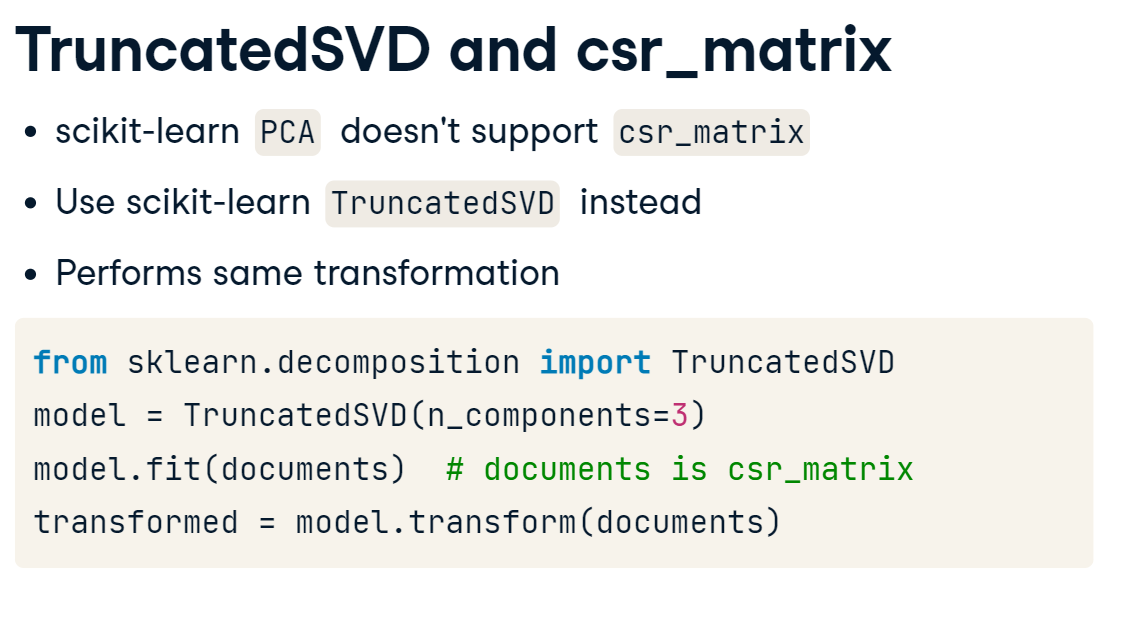 TruncatedSVD and csr_matrix
• scikit-learn PCA doesn't support csr_matrix
• Use scikit-learn TruncatedSVD instead
• Performs same transformation
from sklearn.decomposition import TruncatedSVD
model = TruncatedSVD(n_components=3)
model.fit(documents)  # documents is csr_matrix
transformed = model.transform(documents)